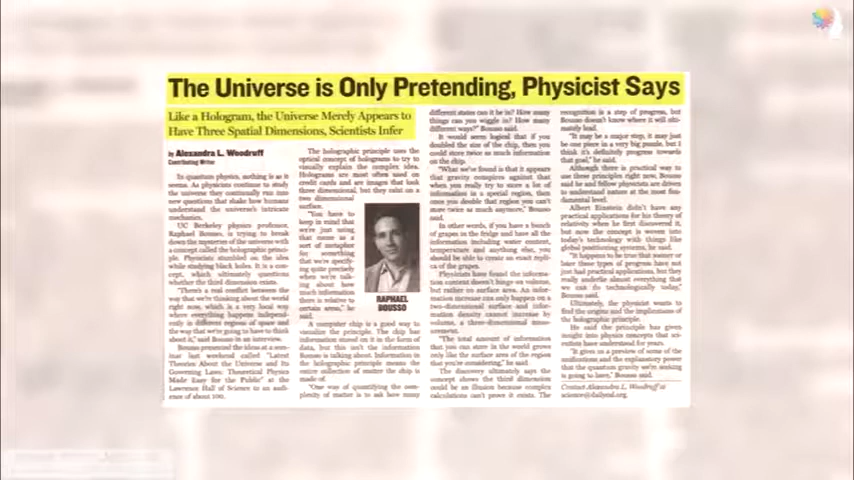 The Universe is Only Pretending, Physicist Says
Like a Hologram, the Universe Merely Appears to
Have Three Spatial Dimensions, Scientists Infer
by Alexandra L. Woodruff
Contributing Writer
In quantum physics, nothing is as it
seems. As physicists continue to study
the universe they continually run into
new questions that shake how humans
understand the universe's intricate
mechanics.
UC Berkeley physics professor,
Raphael Bousso, is trying to break
down the mysteries of the universe with
a concept called the holographic princi-
ple. Physicists stumbled on the idea
while studying black holes. It is a con-
cept, which ultimately questions
whether the third dimension exists.
"There's a real conflict between the
way that we're thinking about the world
right now, which is a very local way
where everything happens independ-
ently in different regions of space and
the way that we're going to have to think
about it," said Bousso in an interview.
Bousso presented the ideas at a sem-
inar last weekend called "Latest
Theories About the Universe and Its
Governing Laws: Theoretical Physics
Made Easy for the Public" at the
Lawrence Hall of Science to an audi-
ence of about 100.
The holographic principle uses the
optical concept of holograms to try to
visually explain the complex idea.
Holograms are most often used on
credit cards and are images that look
three dimensional, but they exist on a
two dimensional
surface.
"You have to
keep in mind that
we're just using
that name as a
sort of metaphor
for something
that we're specify-
ing quite precisely
when we're talk-
ing about how
much information
there is relative to
certain areas," he
said.
RAPHAEL
BOUSSO
A computer chip is a good way to
visualize the principle. The chip has
information stored on it in the form of
data, but this isn't the information
Bousso is talking about. Information in
the holographic principle means the
entire collection of matter the chip is
made of.
"One way of quantifying the com-
plexity of matter is to ask how many
different states can it be in? How many
things can you wiggle in? How many
different ways?" Bousso said.
It would seem logical that if you
doubled the size of the chip, then you
could store twice as much information
on the chip.
"What we've found is that it appears
that gravity conspires against that
when you really try to store a lot of
information in a special region, then
once you double that region you can't
store twice as much anymore," Bousso
said.
In other words, if you have a bunch
of grapes in the fridge and have all the
information including water content,
temperature and anything else, you
should be able to create an exact repli-
ca of the grapes.
Physicists have found the informa-
tion content doesn't hinge on volume,
but rather on surface area. An infor-
mation increase can only happen on a
two-dimensional surface and infor-
mation density cannot increase by
volume, a three-dimensional mea-
surement.
"The total amount of information
that you can store in the world grows
only like the surface area of the region
that you're considering," he said.
The discovery ultimately says the
concept shows the third dimension
could be an illusion because complex
calculations can't prove it exists. The
recognition is a step of progress, but
Bousso doesn't know where it will ulti-
mately lead.
"It may be a major step, it may just
be one piece in a very big puzzle, but I
think it's definitely progress towards
that goal," he said.
Although there is no practical way to
use these principles right now, Bousso
said he and fellow physicists are driven
to understand nature at the most fun-
damental level.
Albert Einstein didn't have any
practical applications for his theory of
relativity when he first discovered it,
but now the concept is woven into
today's technology with things like
global positioning systems, he said.
"It happens to be true that sooner or
later these types of progress have not
just had practical applications, but they
really underlie almost everything that
we can do technologically today,"
Bousso said.
Ultimately, the physicist wants to
find the origins and the implications of
the holographic principle.
He said the principle has given
insight into physics concepts that sci-
entists have understood for years.
"It gives us a preview of some of the
unifications and the explanatory power
that the quantum gravity we're seeking
is going to have," Bousso said.
Contact Alexandra L. Woodruff at
science@dailycal.org.